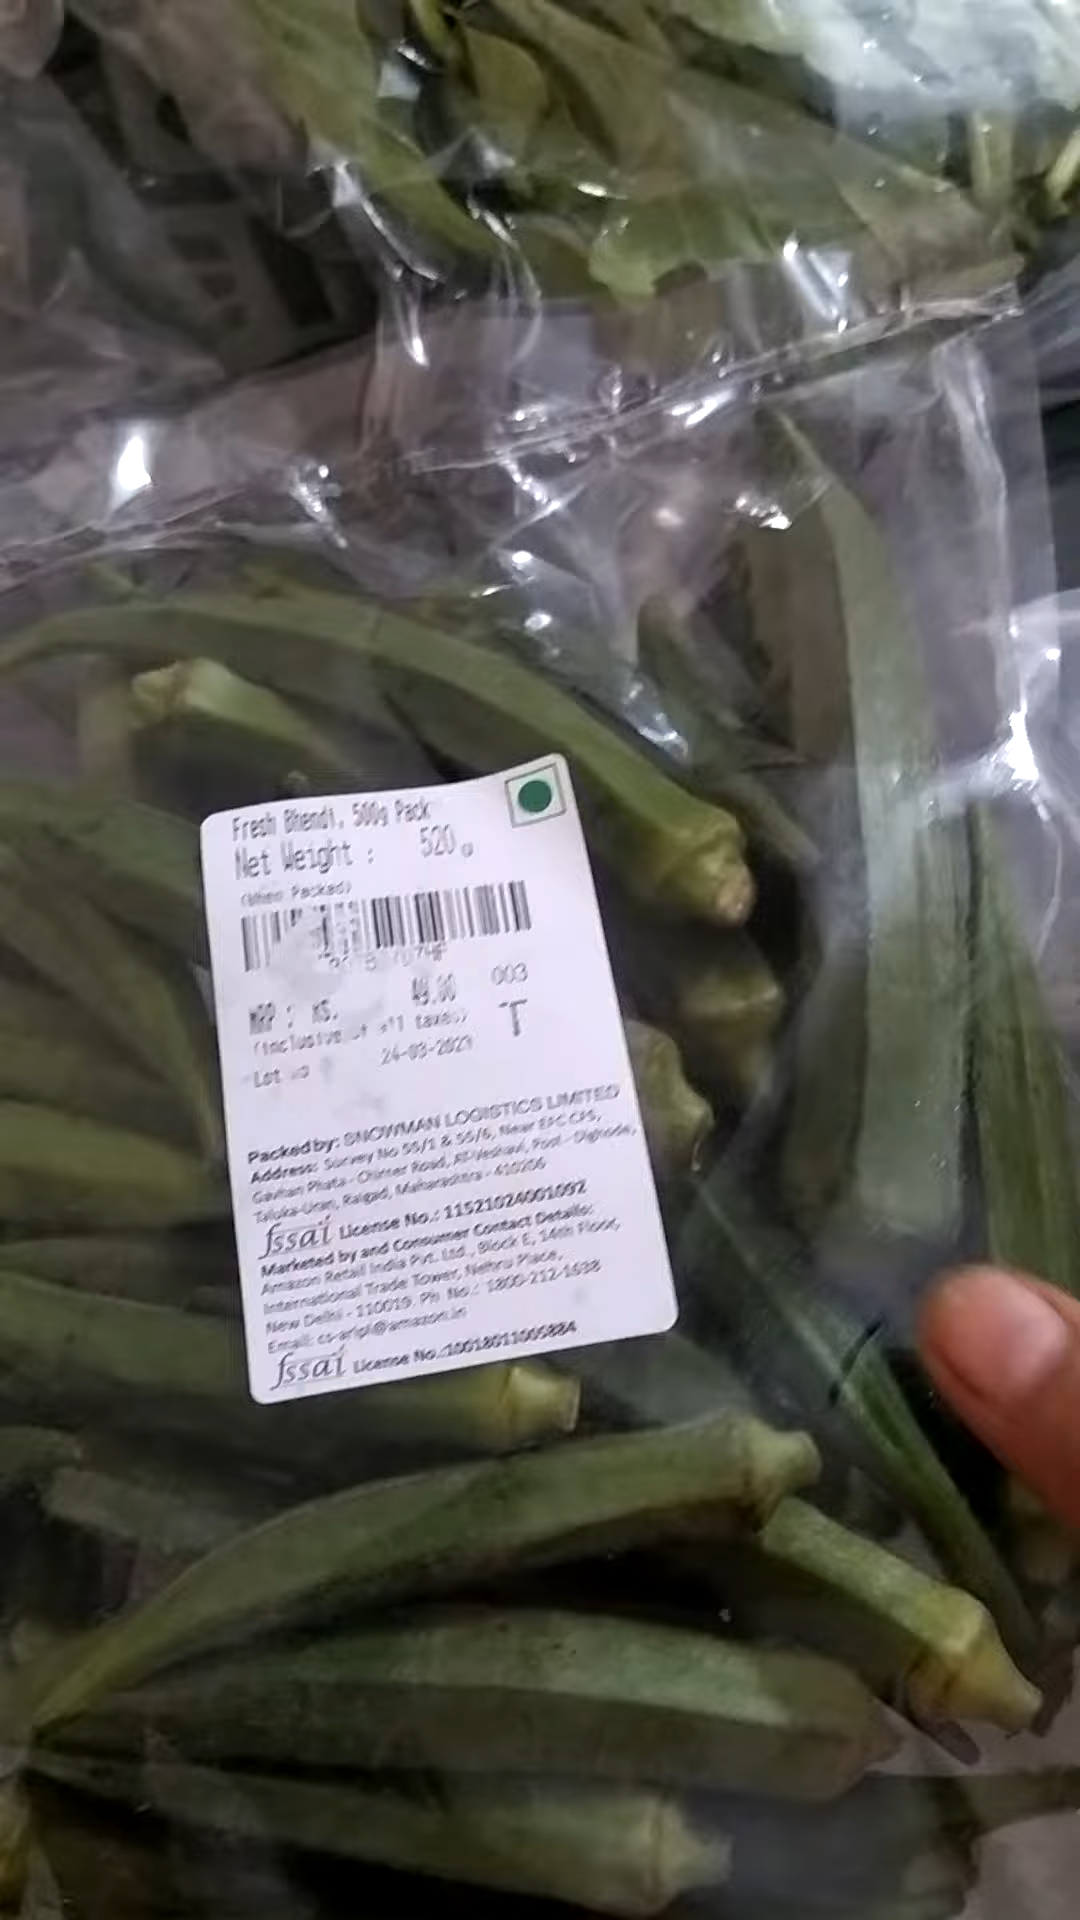 Fresh Bhendi, 500g Pack
Net Weight : 520 g
(When Packed)
MRP : Rs. 49.00 003
(Inclusive of all taxes) T
Lot no 24-03-2021
Packed by: SNOWMAN LOGISTICS LIMITED
Address: Survey No 55/1 & 55/6, Near EFC CFS,
Gavhan Phata - Chirner Road, At-Veshavi, Post - Dighode,
Taluka-Uran, Raigad, Maharashtra - 410206
fssai License No.: 11521024001092
Marketed by and Consumer Contact Details:
Amazon Retail India Pvt. Ltd., Block E, 14th Floor,
International Trade Tower, Nehru Place,
New Delhi - 110019. Ph No.: 1800-212-1638
Email: cs-aripl@amazon.in
fssai License No.:10018011005884